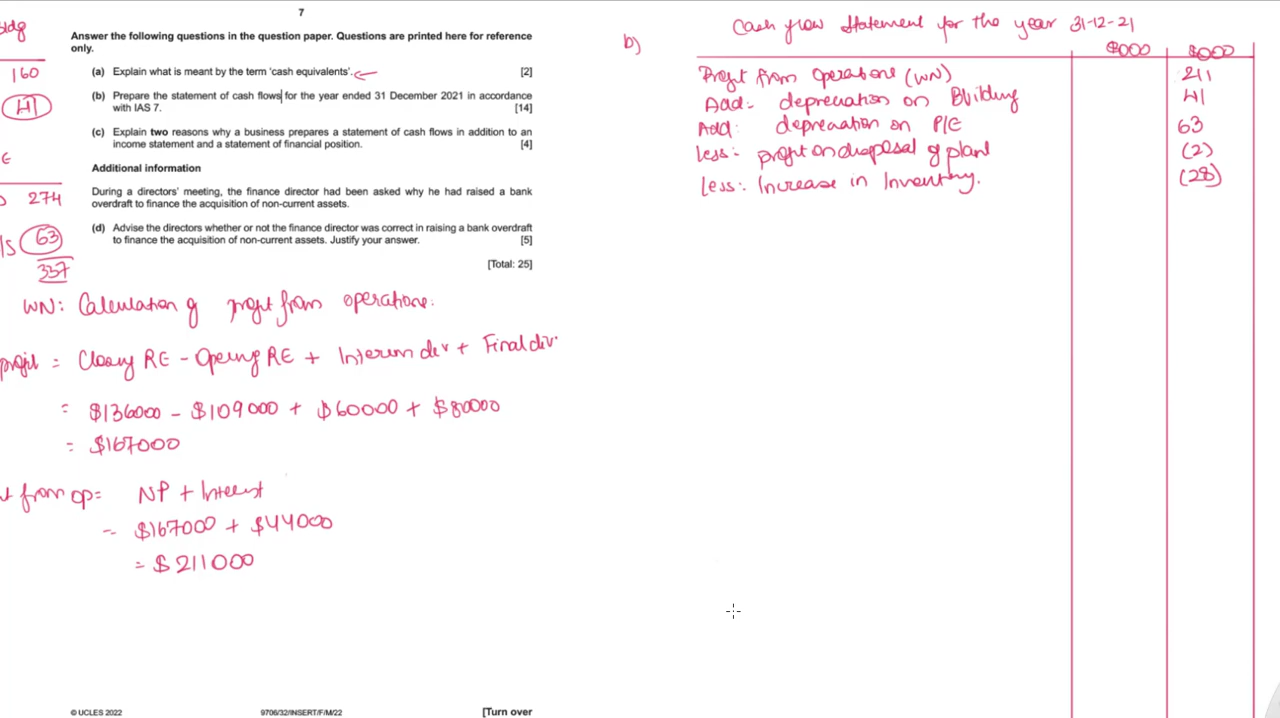 7
Bldg
160
41
274
63
337
Answer the following questions in the question paper. Questions are printed here for reference
only.
(a) Explain what is meant by the term 'cash equivalents'. [2]
(b) Prepare the statement of cash flows for the year ended 31 December 2021 in accordance
with IAS 7. [14]
(c) Explain two reasons why a business prepares a statement of cash flows in addition to an
income statement and a statement of financial position. [4]
Additional information
During a directors' meeting, the finance director had been asked why he had raised a bank
overdraft to finance the acquisition of non-current assets.
(d) Advise the directors whether or not the finance director was correct in raising a bank overdraft
to finance the acquisition of non-current assets. Justify your answer. [5]
[Total: 25]
WN: Calculation of profit from operations.
profit = Closing RE - Opening RE + Interim div + Final div.
= $136000 - $109000 + $60000 + $80000
= $167000
t from op= NP + Interest
= $167000 + $44000
= $211000
© UCLES 2022 9706/32/INSERT/F/M/22 [Turn over
b) Cash flow Statement for the year 31-12-21
$000 $000
Profit from Operations (WN) 211
Add: depreciation on Building 41
Add: depreciation on P/E 63
Less: profit on disposal of plant (2)
Less: Increase in Inventory. (28)